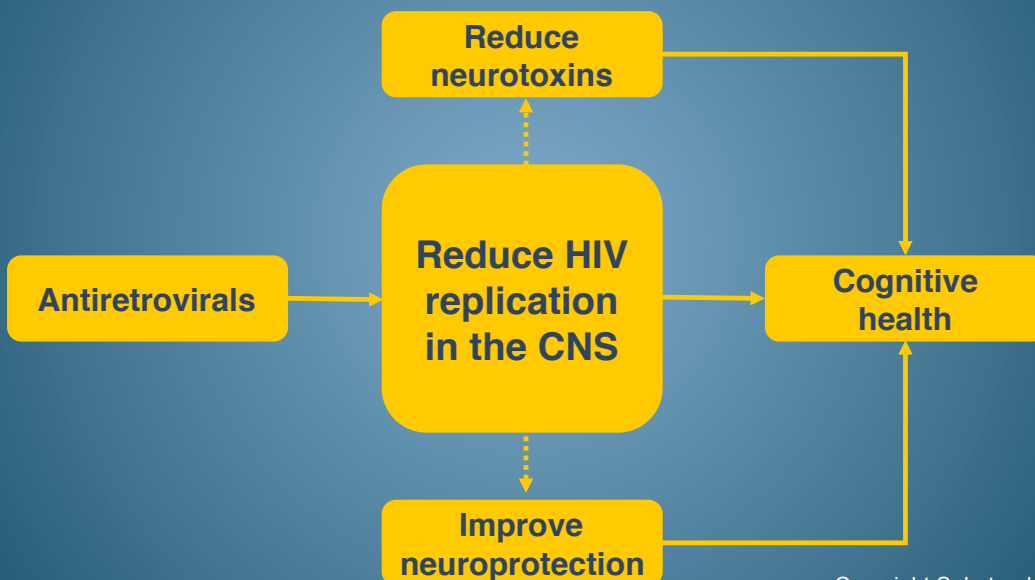 Reduce
neurotoxins
Antiretrovirals
Reduce HIV
replication
in the CNS
Cognitive
health
Improve
neuroprotection